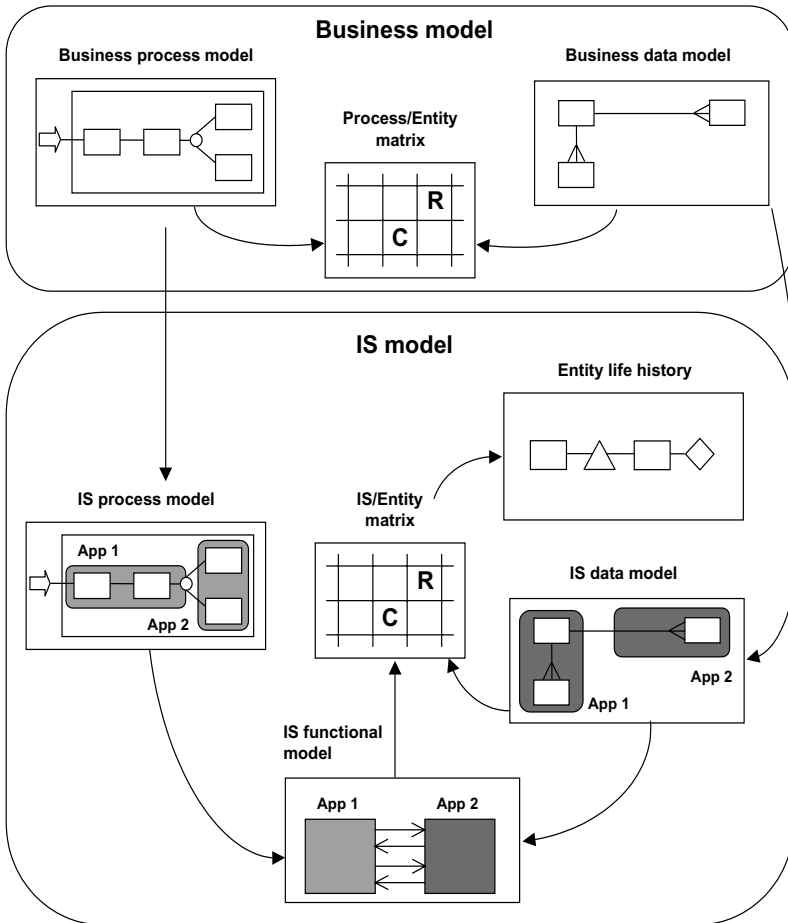 Business model
Business process model
Business data model
Process/Entity
matrix
R
C
IS model
Entity life history
IS process model
IS/Entity
matrix
App 1
App 2
R
C
IS data model
App 2
App 1
IS functional
model
App 1
App 2